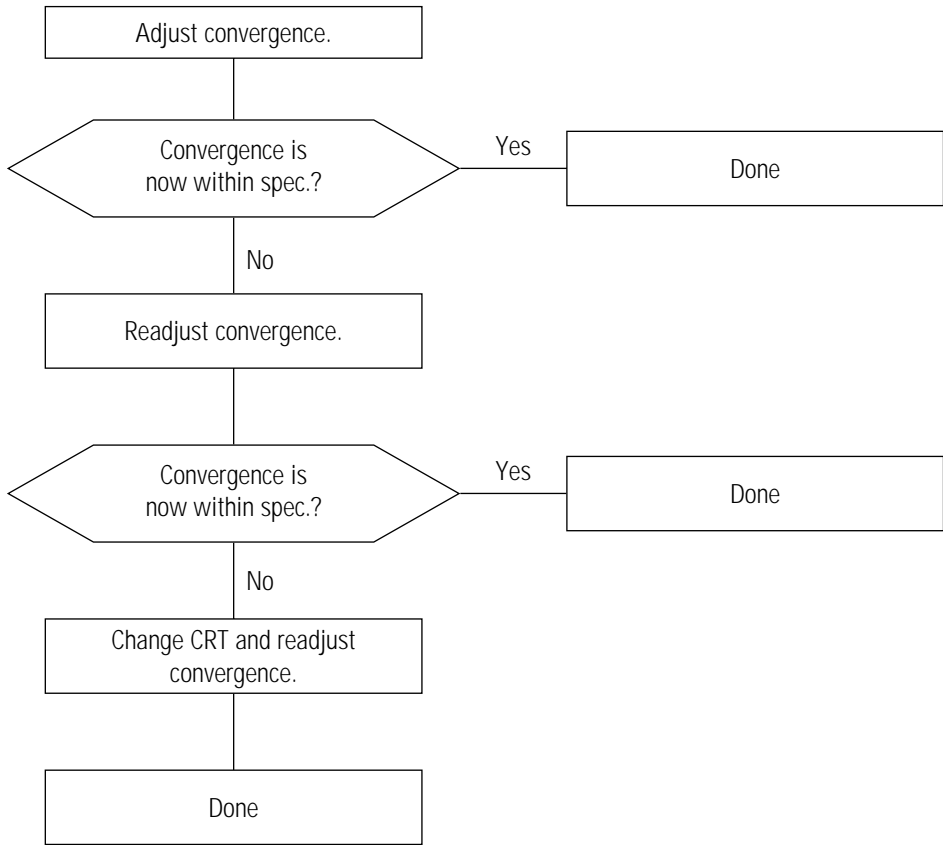 Adjust convergence.
Convergence is
now within spec.?
Yes
Done
No
Readjust convergence.
Convergence is
now within spec.?
Yes
Done
No
Change CRT and readjust
convergence.
Done